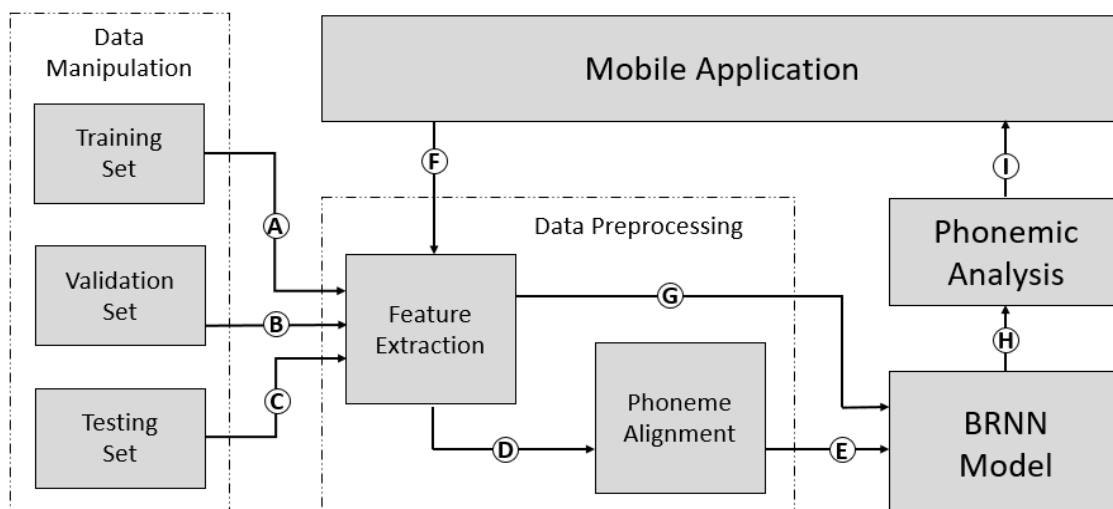 Data
Manipulation
Training
Set
Validation
Set
Testing
Set
A
B
C
Mobile Application
F
Data Preprocessing
Feature
Extraction
G
D
Phoneme
Alignment
E
I
Phonemic
Analysis
H
BRNN
Model